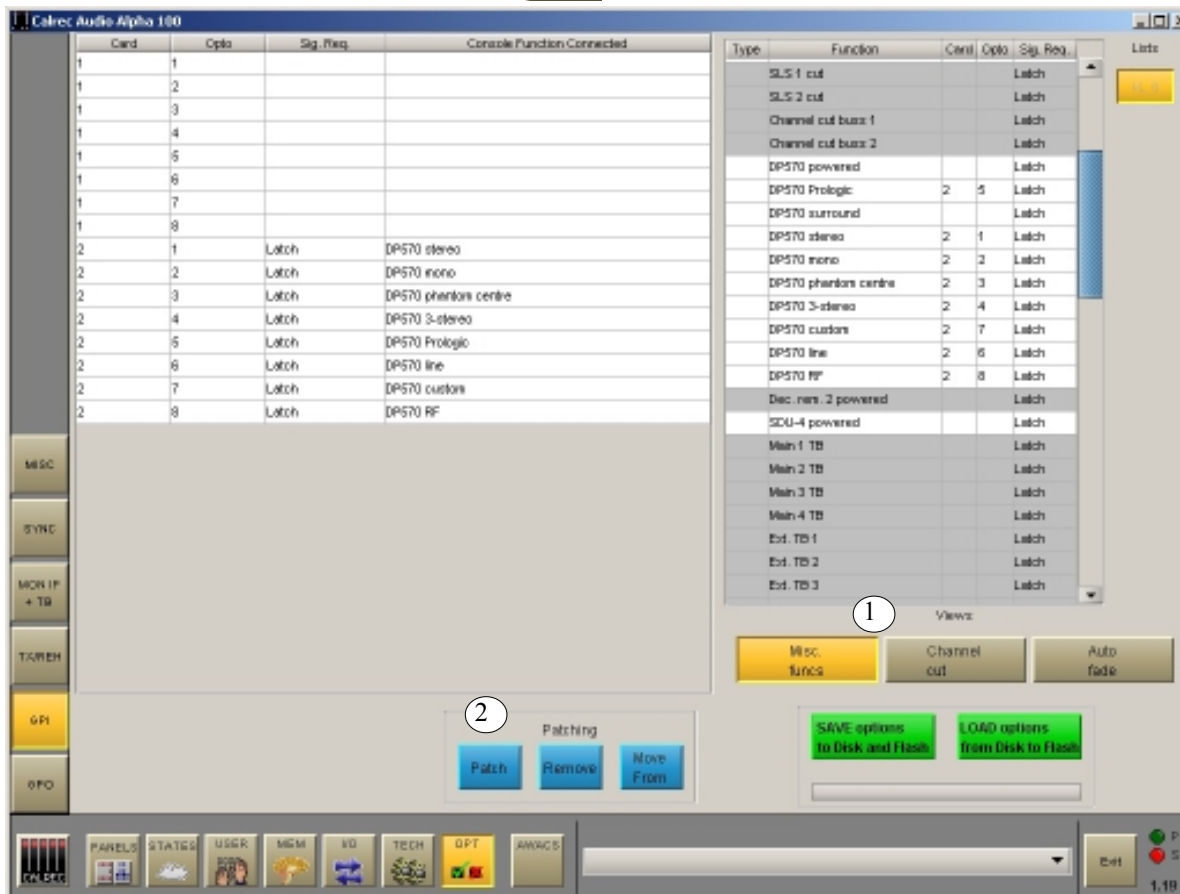 Calrec Audio Alpha 100
Card Opto Sig. Req. Console Function Connected
1 1
1 2
1 3
1 4
1 5
1 6
1 7
1 8
2 1 Latch DP570 stereo
2 2 Latch DP570 mono
2 3 Latch DP570 phantom centre
2 4 Latch DP570 3-stereo
2 5 Latch DP570 Prologic
2 6 Latch DP570 line
2 7 Latch DP570 custom
2 8 Latch DP570 RF
Type Function Card Opto Sig. Req.
SLS 1 cut Latch
SLS 2 cut Latch
Channel cut buss 1 Latch
Channel cut buss 2 Latch
DP570 powered Latch
DP570 Prologic 2 5 Latch
DP570 surround Latch
DP570 stereo 2 1 Latch
DP570 mono 2 2 Latch
DP570 phantom centre 2 3 Latch
DP570 3-stereo 2 4 Latch
DP570 custom 2 7 Latch
DP570 line 2 6 Latch
DP570 RF 2 8 Latch
Dec. rem. 2 powered Latch
SDU-4 powered Latch
Main 1 TB Latch
Main 2 TB Latch
Main 3 TB Latch
Main 4 TB Latch
Ext. TB 1 Latch
Ext. TB 2 Latch
Ext. TB 3 Latch
Lists
MISC
SYNC
MON IP
+ TB
TX/REH
GPI
GPO
1
Views
Misc.
funcs
Channel
cut
Auto
fade
2
Patching
Patch
Remove
Move
From
SAVE options
to Disk and Flash
LOAD options
from Disk to Flash
CALREC
PANELS
STATES
USER
MEM
I/O
TECH
OPT
AWACS
Exit
P
S
1.19